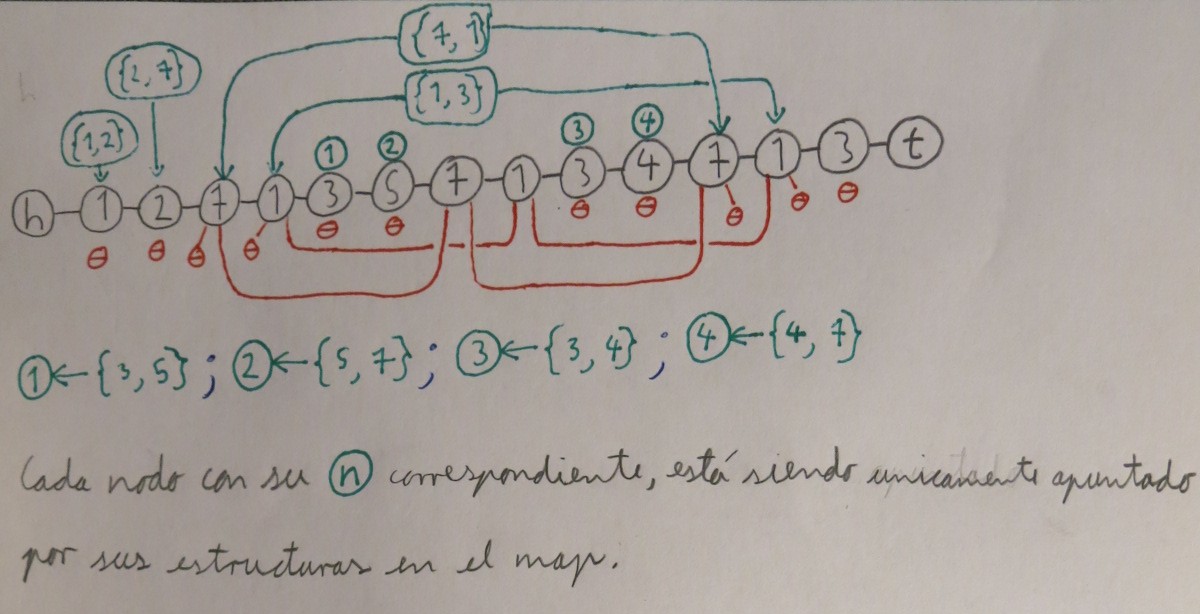 {7, 1}
{2, 7}
{1,3}
{1,2}
1 2 3 4
h 1 2 7 1 3 5 7 1 3 4 7 1 3 t
θ θ θ θ θ θ θ θ θ θ θ
1 ← {3, 5} ; 2 ← {5, 7} ; 3 ← {3, 4} ; 4 ← {4, 7}
Cada nodo con su n correspondiente, está siendo unicamente apuntado
por sus estructuras en el map.